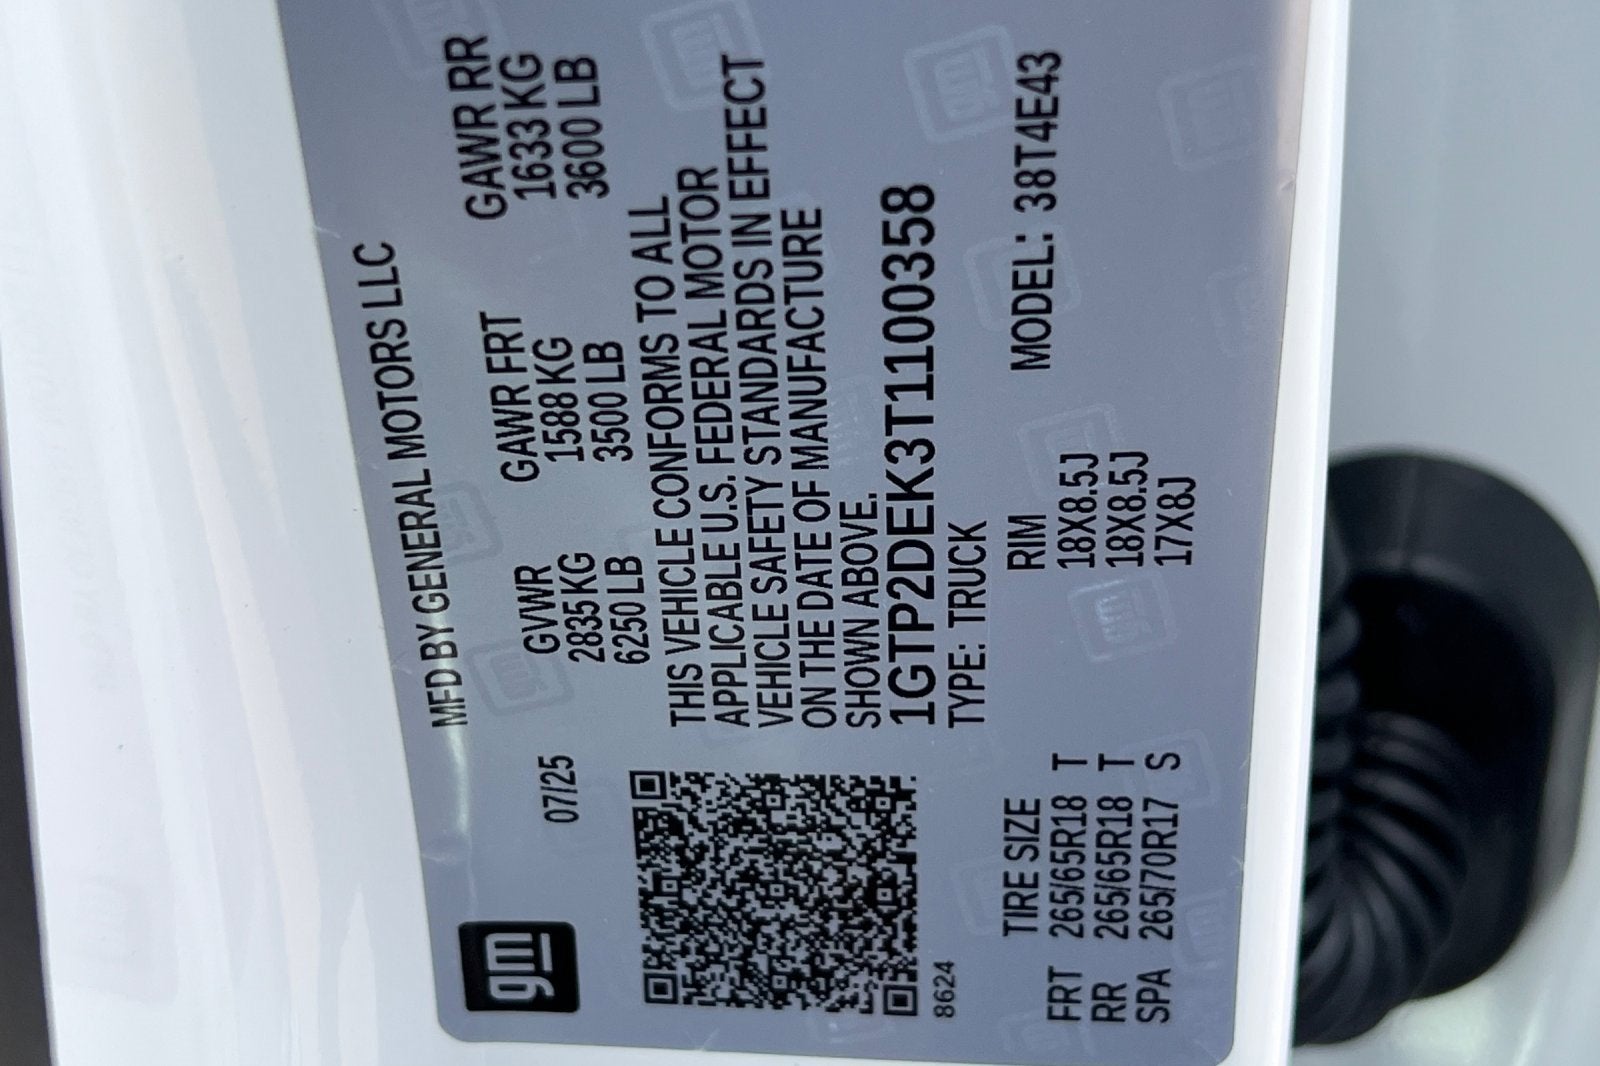 gm
MFD BY GENERAL MOTORS LLC
07/25
GVWR GAWR FRT GAWR RR
2835 KG 1588 KG 1633 KG
6250 LB 3500 LB 3600 LB
THIS VEHICLE CONFORMS TO ALL
APPLICABLE U.S. FEDERAL MOTOR
VEHICLE SAFETY STANDARDS IN EFFECT
ON THE DATE OF MANUFACTURE
SHOWN ABOVE.
1GTP2DEK3T1100358
TYPE: TRUCK
8624
MODEL: 38T4E43
TIRE SIZE RIM
FRT 265/65R18 T 18X8.5J
RR 265/65R18 T 18X8.5J
SPA 265/70R17 S 17X8J